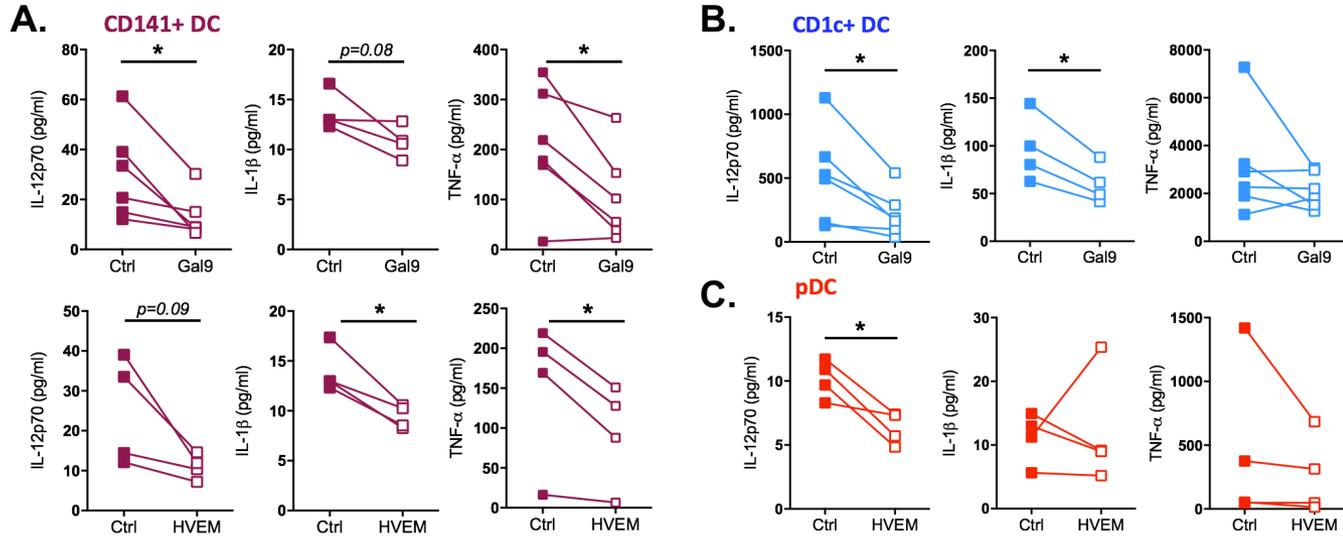 A.
CD141+ DC
80
60
40
20
0
IL-12p70 (pg/ml)
*
Ctrl
Gal9
20
15
10
5
0
IL-1β (pg/ml)
p=0.08
Ctrl
Gal9
400
300
200
100
0
TNF-α (pg/ml)
*
Ctrl
Gal9
50
40
30
20
10
0
IL-12p70 (pg/ml)
p=0.09
Ctrl
HVEM
20
15
10
5
0
IL-1β (pg/ml)
*
Ctrl
HVEM
250
200
150
100
50
0
TNF-α (pg/ml)
*
Ctrl
HVEM
B.
CD1c+ DC
1500
1000
500
0
IL-12p70 (pg/ml)
*
Ctrl
Gal9
200
150
100
50
0
IL-1β (pg/ml)
*
Ctrl
Gal9
8000
6000
4000
2000
0
TNF-α (pg/ml)
Ctrl
Gal9
C.
pDC
15
10
5
0
IL-12p70 (pg/ml)
*
Ctrl
HVEM
30
20
10
0
IL-1β (pg/ml)
Ctrl
HVEM
1500
1000
500
0
TNF-α (pg/ml)
Ctrl
HVEM